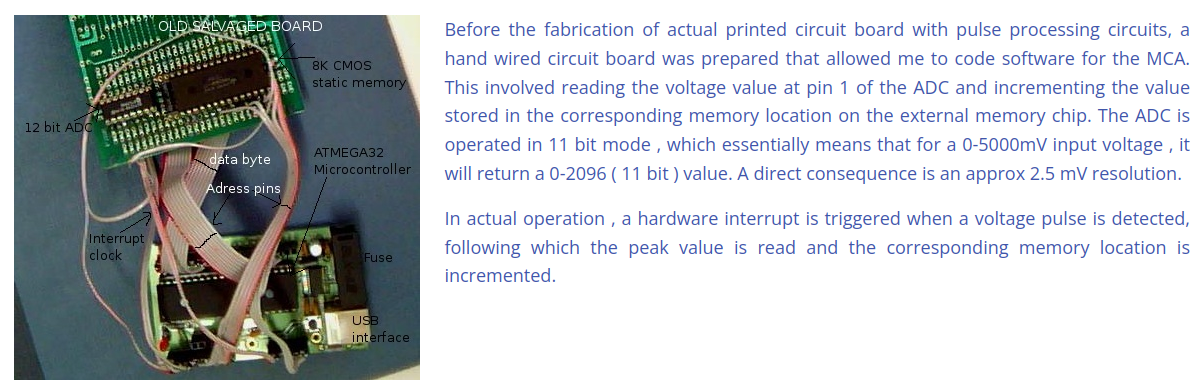 OLD SALVAGED BOARD
8K CMOS
static memory
12 bit ADC
data byte
ATMEGA32
Microcontroller
Adress pins
Interrupt
clock
Fuse
USB
interface
Before the fabrication of actual printed circuit board with pulse processing circuits, a
hand wired circuit board was prepared that allowed me to code software for the MCA.
This involved reading the voltage value at pin 1 of the ADC and incrementing the value
stored in the corresponding memory location on the external memory chip. The ADC is
operated in 11 bit mode , which essentially means that for a 0-5000mV input voltage , it
will return a 0-2096 ( 11 bit ) value. A direct consequence is an approx 2.5 mV resolution.
In actual operation , a hardware interrupt is triggered when a voltage pulse is detected,
following which the peak value is read and the corresponding memory location is
incremented.